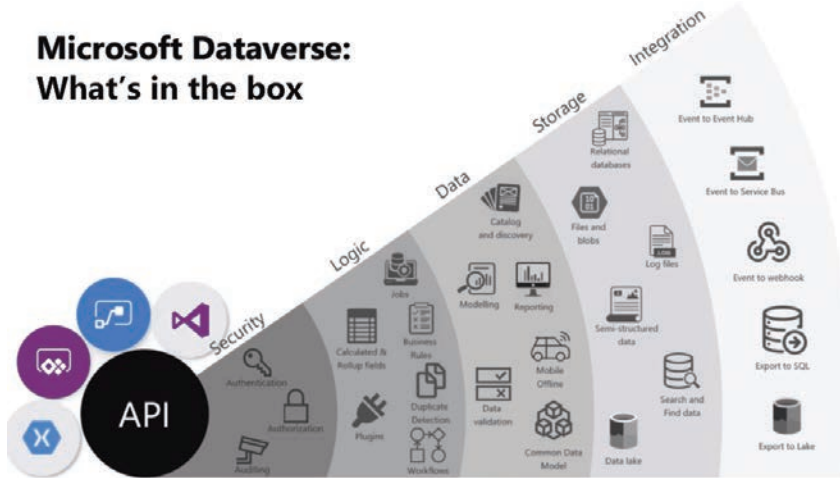 Microsoft Dataverse:
What's in the box
Security
Logic
Data
Storage
Integration
API
Authentication
Authorization
Auditing
Jobs
Calculated &
Rollup fields
Business
Rules
Plugins
Duplicate
Detection
Workflows
Catalog
and discovery
Modelling
Reporting
Mobile
Offline
Data
validation
Common Data
Model
Relational
databases
Files and
blobs
LOG
Log files
Semi-structured
data
Search and
Find data
Data lake
Event to Event Hub
Event to Service Bus
Event to webhook
Export to SQL
Export to Lake